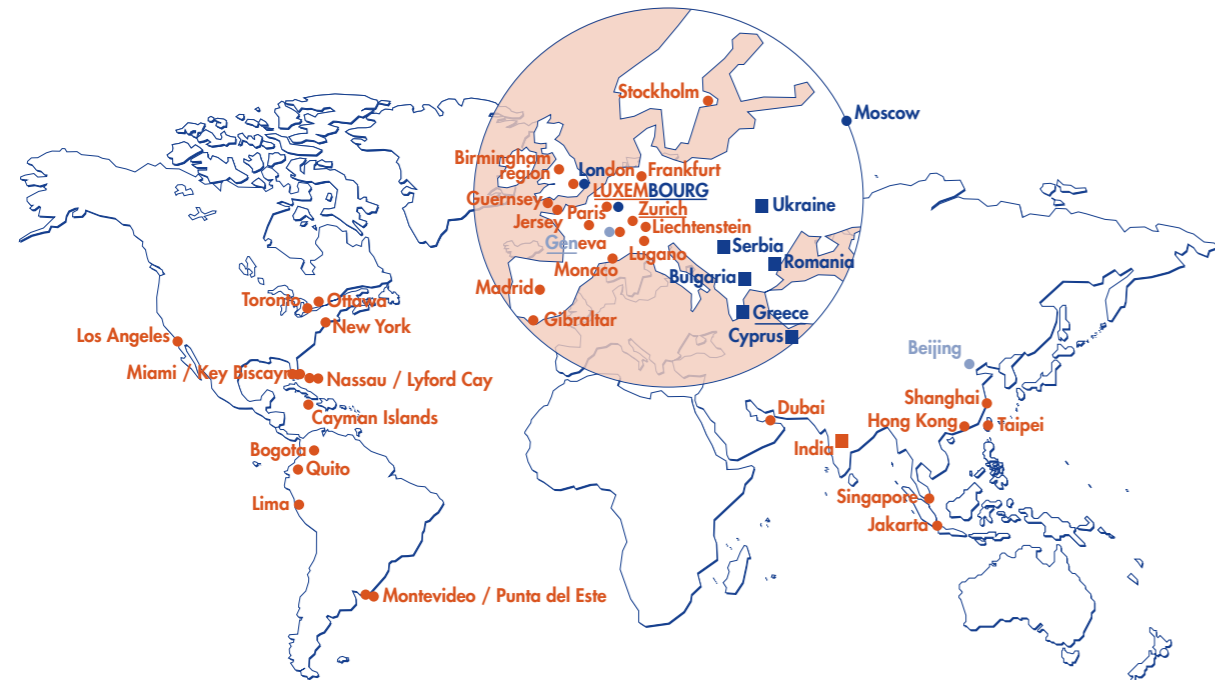 Stockholm
Moscow
Birmingham
region
London
Frankfurt
LUXEMBOURG
Guernsey
Jersey
Paris
Zurich
Ukraine
Liechtenstein
Geneva
Lugano
Serbia
Monaco
Romania
Bulgaria
Madrid
Gibraltar
Greece
Cyprus
Toronto
Ottawa
New York
Los Angeles
Beijing
Miami / Key Biscayne
Nassau / Lyford Cay
Cayman Islands
Shanghai
Dubai
Hong Kong
Taipei
India
Bogota
Quito
Lima
Singapore
Jakarta
Montevideo / Punta del Este